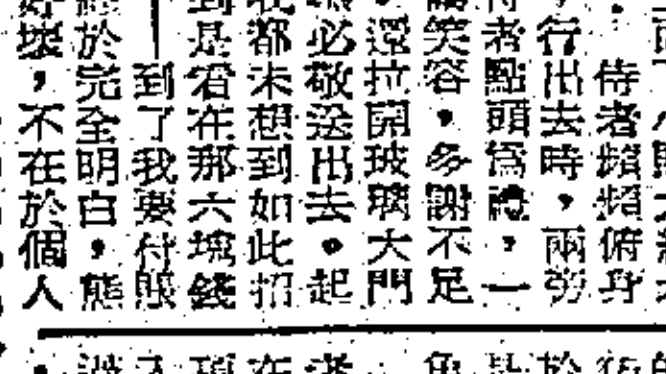 侍者頻頻俯身
，行出去時，兩旁
者點頭為禮，一
笑容，多謝不足
，還拉開玻璃大門
必敬送出去。起
我都未想到如此招
到是看在那六塊錢
——到了我要付賬
於完全明白，態
好壞，不在於個人